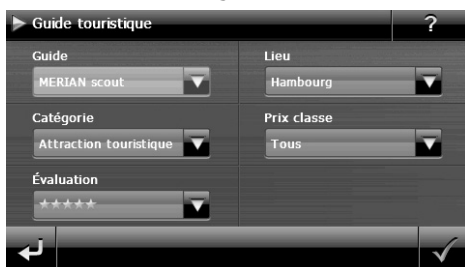 Guide touristique
?
Guide
MERIAN scout
Lieu
Hambourg
Catégorie
Attraction touristique
Prix classe
Tous
Évaluation
★★★★★